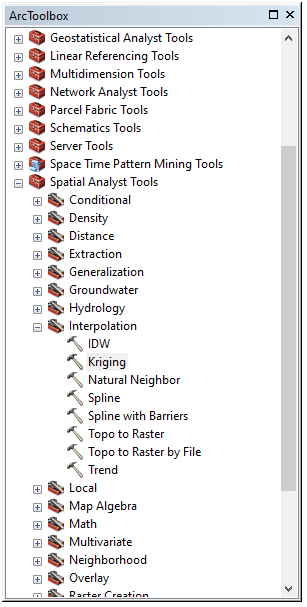 ArcToolbox
Geostatistical Analyst Tools
Linear Referencing Tools
Multidimension Tools
Network Analyst Tools
Parcel Fabric Tools
Schematics Tools
Server Tools
Space Time Pattern Mining Tools
Spatial Analyst Tools
Conditional
Density
Distance
Extraction
Generalization
Groundwater
Hydrology
Interpolation
IDW
Kriging
Natural Neighbor
Spline
Spline with Barriers
Topo to Raster
Topo to Raster by File
Trend
Local
Map Algebra
Math
Multivariate
Neighborhood
Overlay
Raster Creation